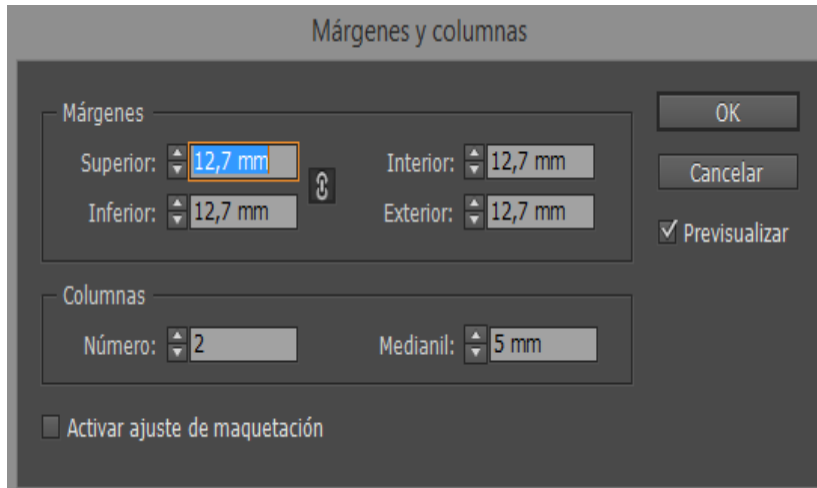 Márgenes y columnas
Márgenes
Superior: 12,7 mm Interior: 12,7 mm
Inferior: 12,7 mm Exterior: 12,7 mm
OK
Cancelar
Previsualizar
Columnas
Número: 2 Medianil: 5 mm
Activar ajuste de maquetación